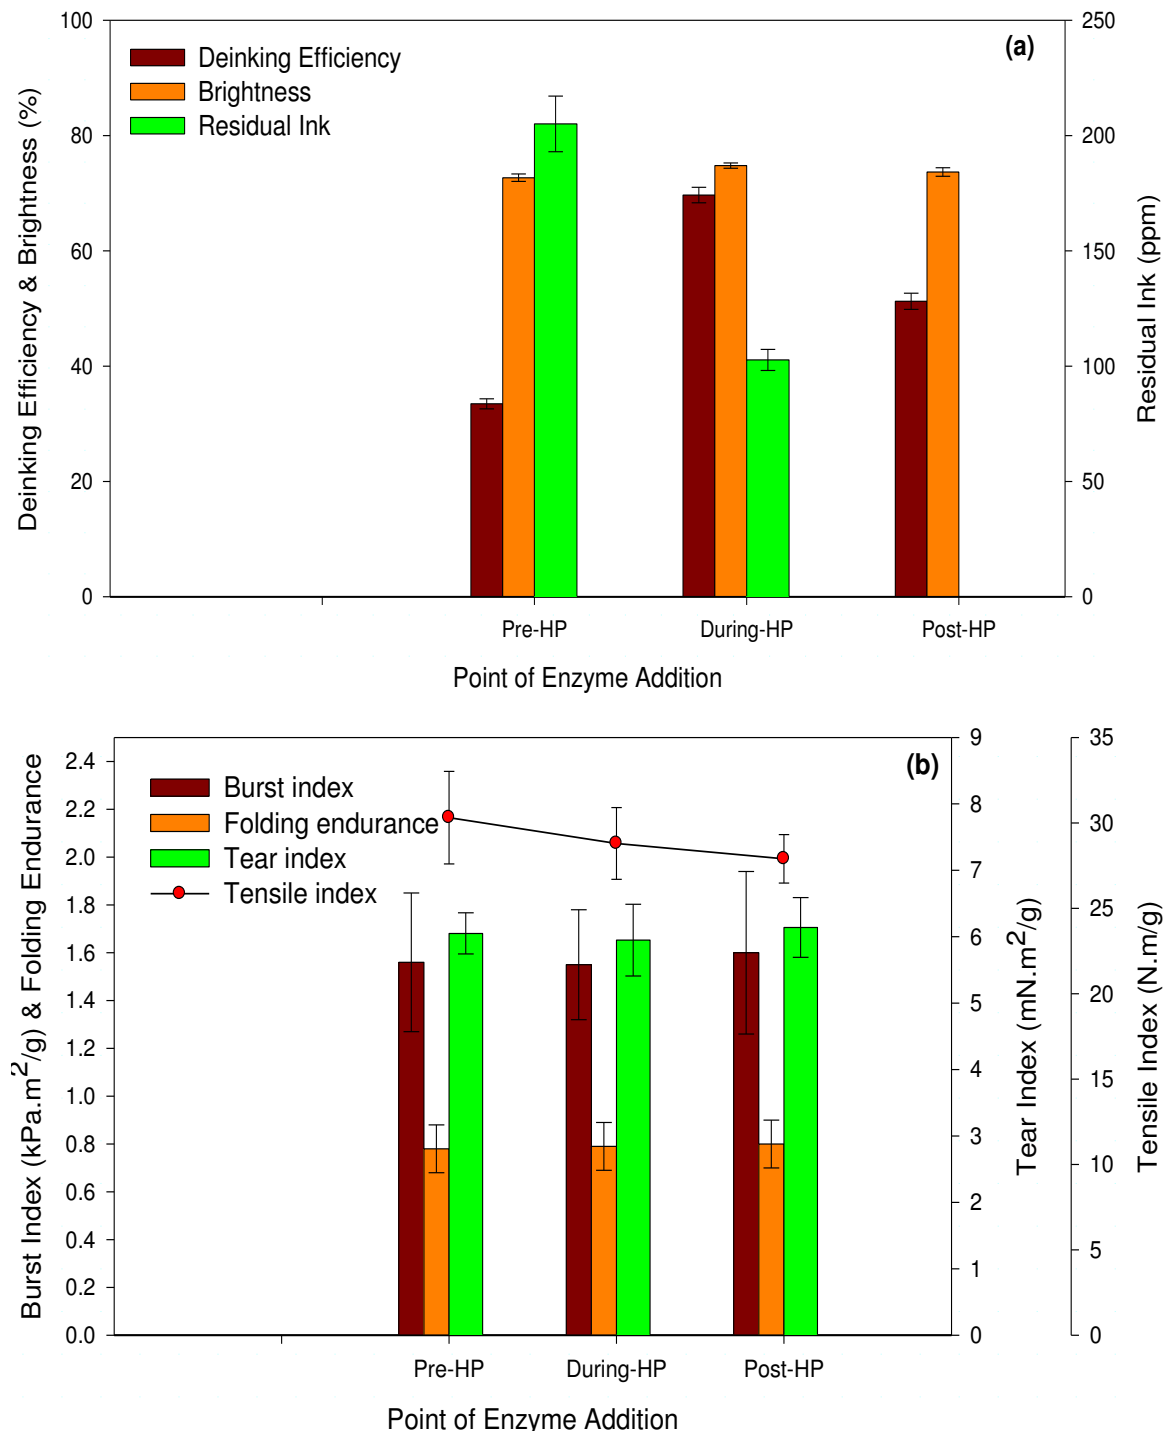 (a)
Deinking Efficiency
Brightness
Residual Ink
Deinking Efficiency & Brightness (%)
100
80
60
40
20
0
Residual Ink (ppm)
250
200
150
100
50
0
Pre-HP
During-HP
Post-HP
Point of Enzyme Addition
(b)
Burst index
Folding endurance
Tear index
Tensile index
Burst Index (kPa.m²/g) & Folding Endurance
2.4
2.2
2.0
1.8
1.6
1.4
1.2
1.0
0.8
0.6
0.4
0.2
0.0
Tear Index (mN.m²/g)
9
8
7
6
5
4
3
2
1
0
Tensile Index (N.m/g)
35
30
25
20
15
10
5
0
Pre-HP
During-HP
Post-HP
Point of Enzyme Addition